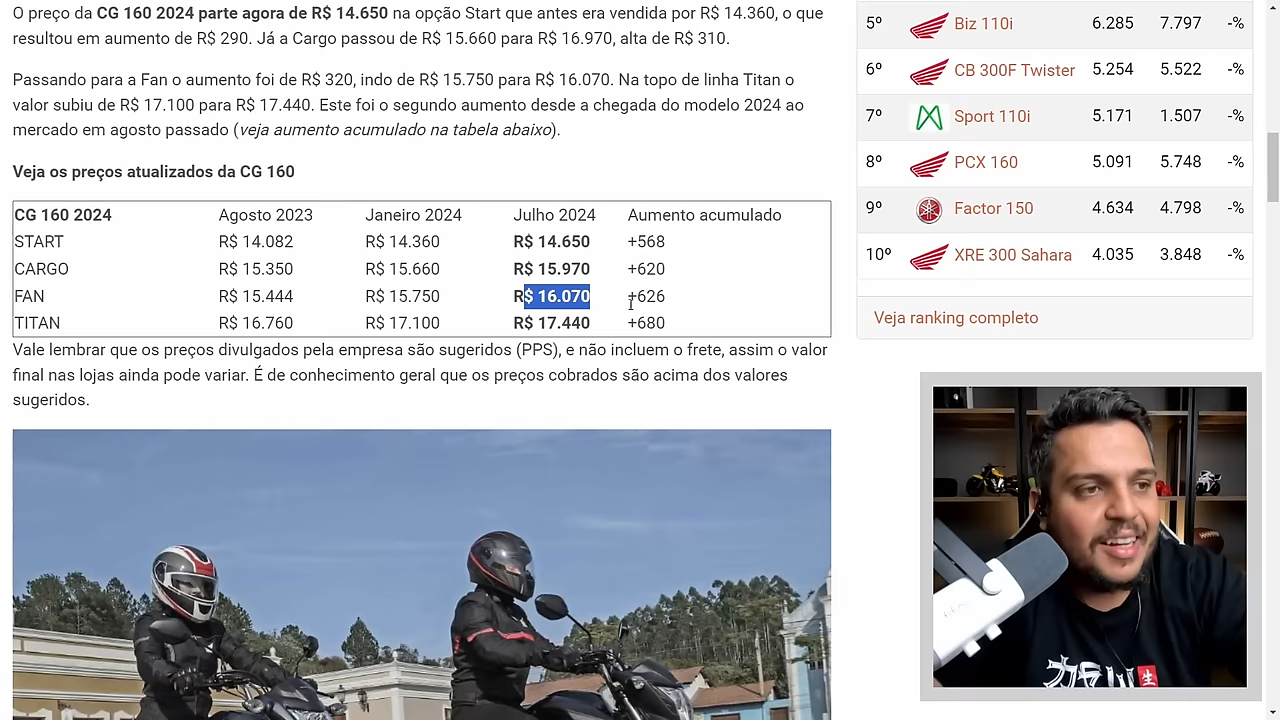 O preço da CG 160 2024 parte agora de R$ 14.650 na opção Start que antes era vendida por R$ 14.360, o que
resultou em aumento de R$ 290. Já a Cargo passou de R$ 15.660 para R$ 16.970, alta de R$ 310.
Passando para a Fan o aumento foi de R$ 320, indo de R$ 15.750 para R$ 16.070. Na topo de linha Titan o
valor subiu de R$ 17.100 para R$ 17.440. Este foi o segundo aumento desde a chegada do modelo 2024 ao
mercado em agosto passado (veja aumento acumulado na tabela abaixo).
Veja os preços atualizados da CG 160
CG 160 2024 Agosto 2023 Janeiro 2024 Julho 2024 Aumento acumulado
START R$ 14.082 R$ 14.360 R$ 14.650 +568
CARGO R$ 15.350 R$ 15.660 R$ 15.970 +620
FAN R$ 15.444 R$ 15.750 R$ 16.070 +626
TITAN R$ 16.760 R$ 17.100 R$ 17.440 +680
Vale lembrar que os preços divulgados pela empresa são sugeridos (PPS), e não incluem o frete, assim o valor
final nas lojas ainda pode variar. É de conhecimento geral que os preços cobrados são acima dos valores
sugeridos.
5º Biz 110i 6.285 7.797 -%
6º CB 300F Twister 5.254 5.522 -%
7º Sport 110i 5.171 1.507 -%
8º PCX 160 5.091 5.748 -%
9º Factor 150 4.634 4.798 -%
10º XRE 300 Sahara 4.035 3.848 -%
Veja ranking completo